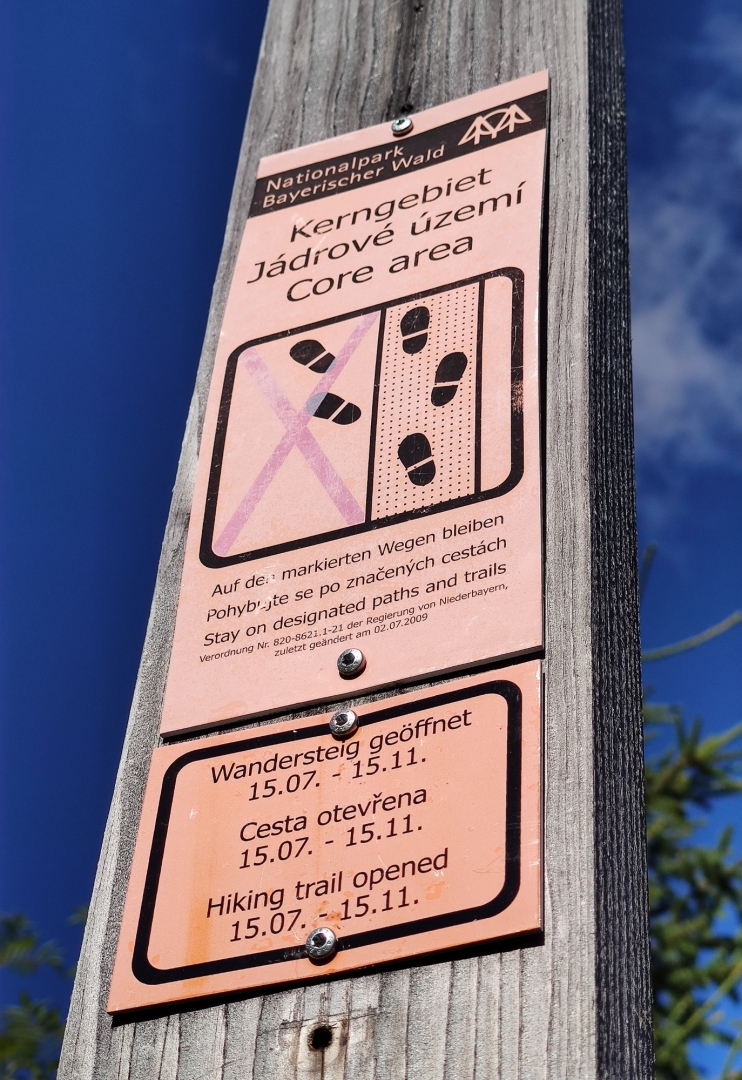 Nationalpark
Bayerischer Wald
Kerngebiet
Jádrové území
Core area
Auf den markierten Wegen bleiben
Pohybujte se po značených cestách
Stay on designated paths and trails
Verordnung Nr. 820-8621.1-21 der Regierung von Niederbayern,
zuletzt geändert am 02.07.2009
Wandersteig geöffnet
15.07. - 15.11.
Cesta otevřena
15.07. - 15.11.
Hiking trail opened
15.07. - 15.11.